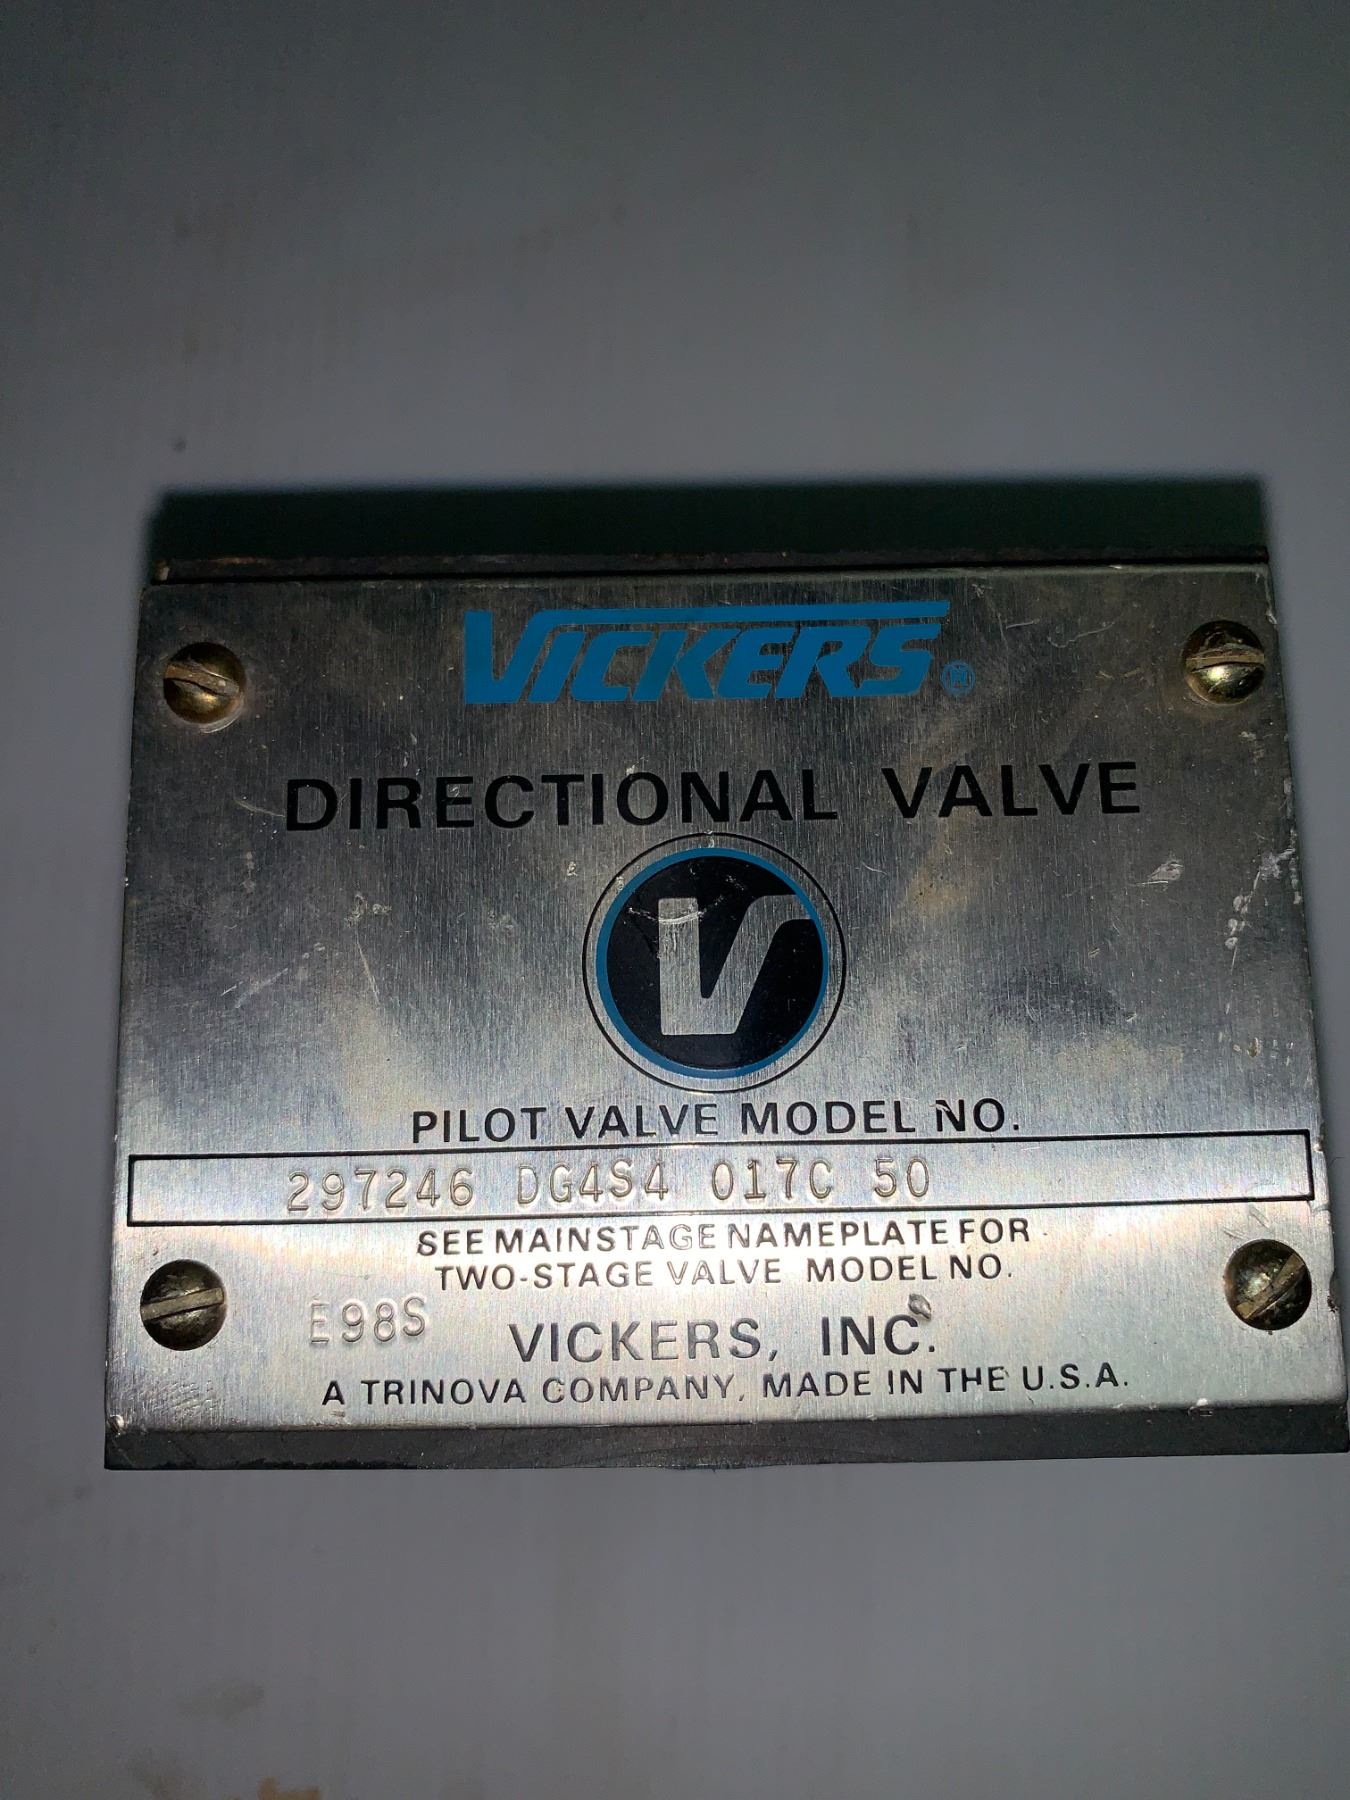 VICKERS®
DIRECTIONAL VALVE
V
PILOT VALVE MODEL NO.
297246 DG4S4 017C 50
SEE MAINSTAGE NAMEPLATE FOR
TWO-STAGE VALVE MODEL NO.
E98S
VICKERS, INC.
A TRINOVA COMPANY, MADE IN THE U.S.A.